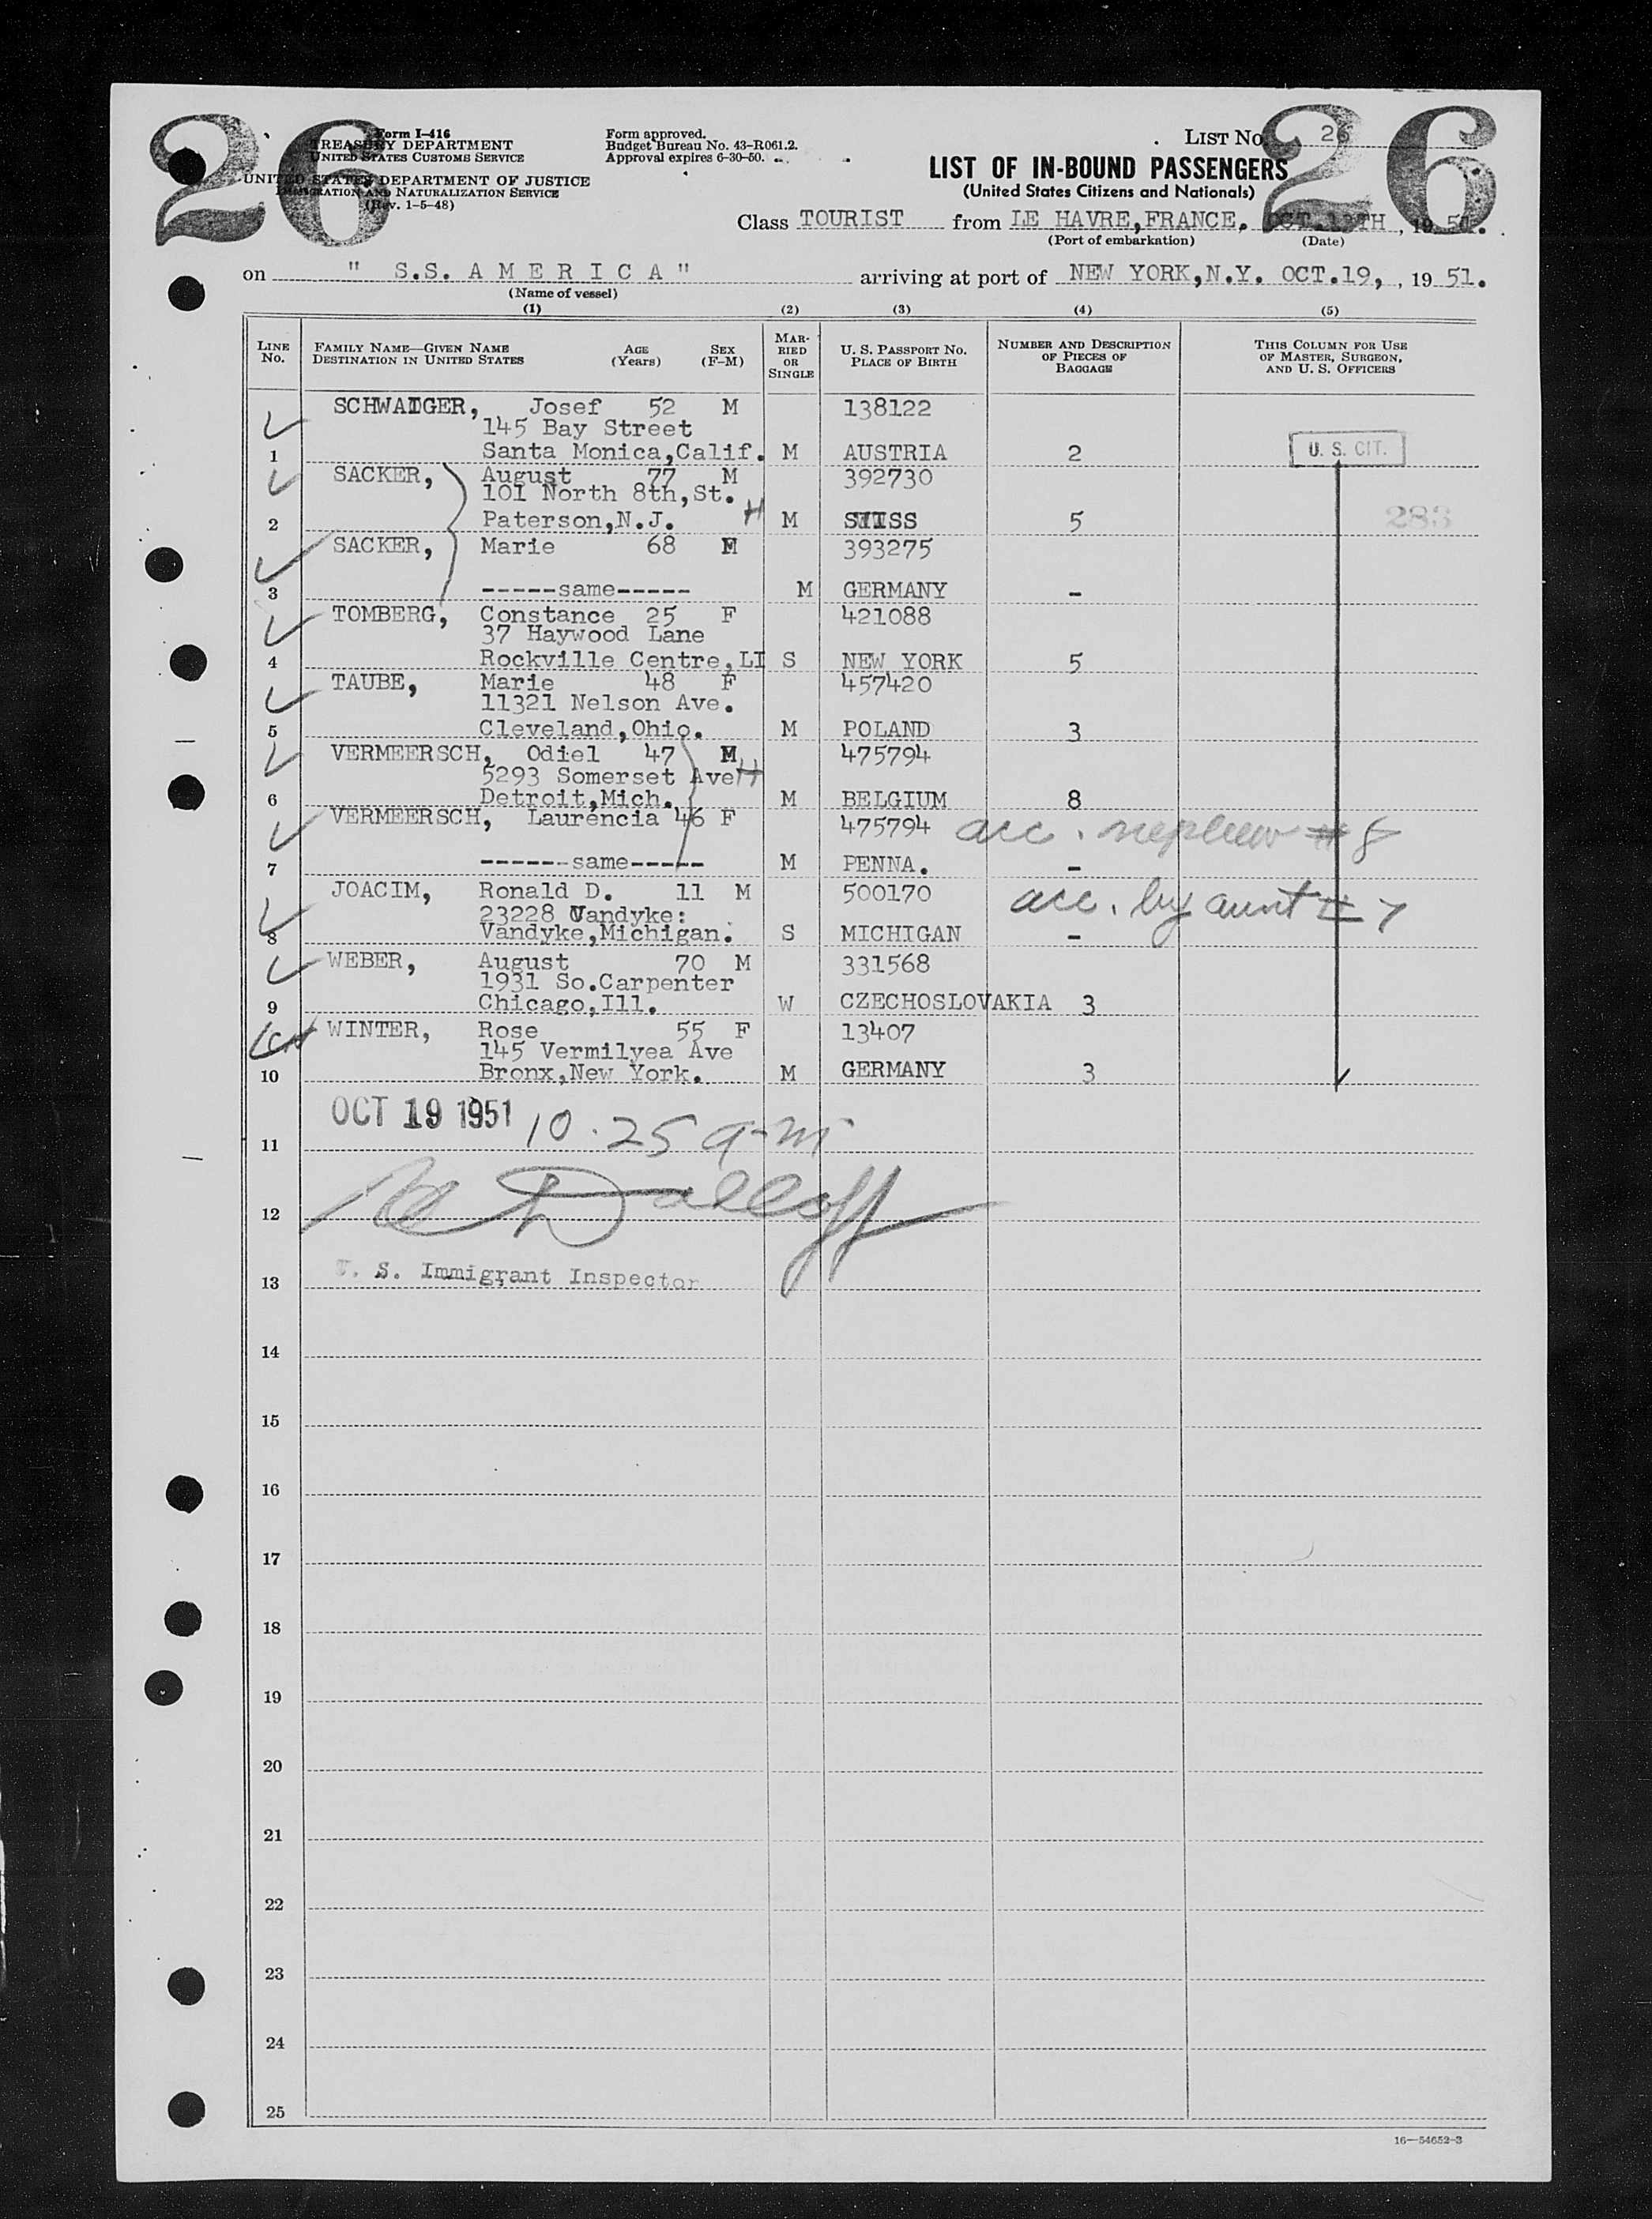 26
26
Form I-416
TREASURY DEPARTMENT
UNITED STATES CUSTOMS SERVICE
UNITED STATES DEPARTMENT OF JUSTICE
IMMIGRATION AND NATURALIZATION SERVICE
(Rev. 1-5-48)
Form approved.
Budget Bureau No. 43-R061.2.
Approval expires 6-30-50.
LIST No. 26
LIST OF IN-BOUND PASSENGERS
(United States Citizens and Nationals)
Class TOURIST from LE HAVRE, FRANCE, OCT. 13TH, 1951.
(Port of embarkation) (Date)
on " S.S. A M E R I C A " arriving at port of NEW YORK, N.Y. OCT. 19, , 1951.
(Name of vessel)
(1) (2) (3) (4) (5)
LINE No.
FAMILY NAME—GIVEN NAME AGE SEX
DESTINATION IN UNITED STATES (Years) (F-M)
MARRIED OR SINGLE
U. S. PASSPORT NO.
PLACE OF BIRTH
NUMBER AND DESCRIPTION OF PIECES OF BAGGAGE
THIS COLUMN FOR USE OF MASTER, SURGEON, AND U. S. OFFICERS
SCHWAIGER, Josef 52 M 138122
145 Bay Street
1 Santa Monica, Calif. M AUSTRIA 2 U. S. CIT.
SACKER, August 77 M 392730
101 North 8th, St.
2 Paterson, N.J. H M SWISS 5 283
SACKER, Marie 68 F 393275
3 -----same----- M GERMANY -
TOMBERG, Constance 25 F 421088
37 Haywood Lane
4 Rockville Centre, LI S NEW YORK 5
TAUBE, Marie 48 F 457420
11321 Nelson Ave.
5 Cleveland, Ohio. M POLAND 3
VERMEERSCH, Odiel 47 M 475794
5293 Somerset Ave H
6 Detroit, Mich. M BELGIUM 8
VERMEERSCH, Laurencia 46 F 475794 acc. nephew # 8
7 ------same----- M PENNA. -
JOACIM, Ronald D. 11 M 500170 acc. by aunt # 7
23228 Vandyke:
8 Vandyke, Michigan. S MICHIGAN -
WEBER, August 70 M 331568
1931 So. Carpenter
9 Chicago, Ill. W CZECHOSLOVAKIA 3
WINTER, Rose 55 F 13407
145 Vermilyea Ave
10 Bronx, New York. M GERMANY 3
OCT 19 1951 10.25 a-m
11
12
U. S. Immigrant Inspector
13
14
15
16
17
18
19
20
21
22
23
24
25
16—54652-3